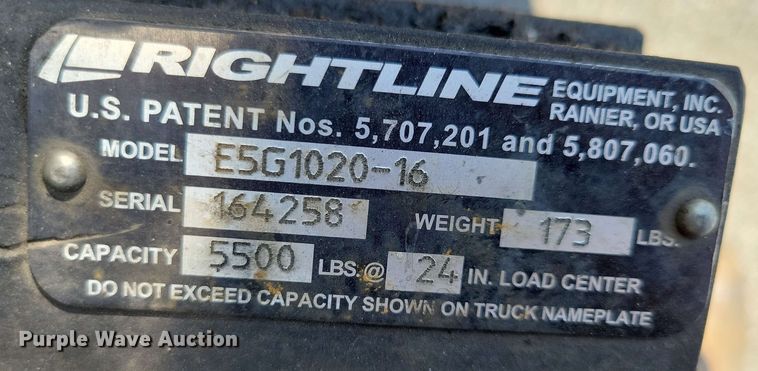 RIGHTLINE EQUIPMENT, INC.
RAINIER, OR USA
U.S. PATENT Nos. 5,707,201 and 5,807,060.
MODEL E5G1020-16
SERIAL 164258 WEIGHT 173 LBS.
CAPACITY 5500 LBS.@ 24 IN. LOAD CENTER
DO NOT EXCEED CAPACITY SHOWN ON TRUCK NAMEPLATE
Purple Wave Auction